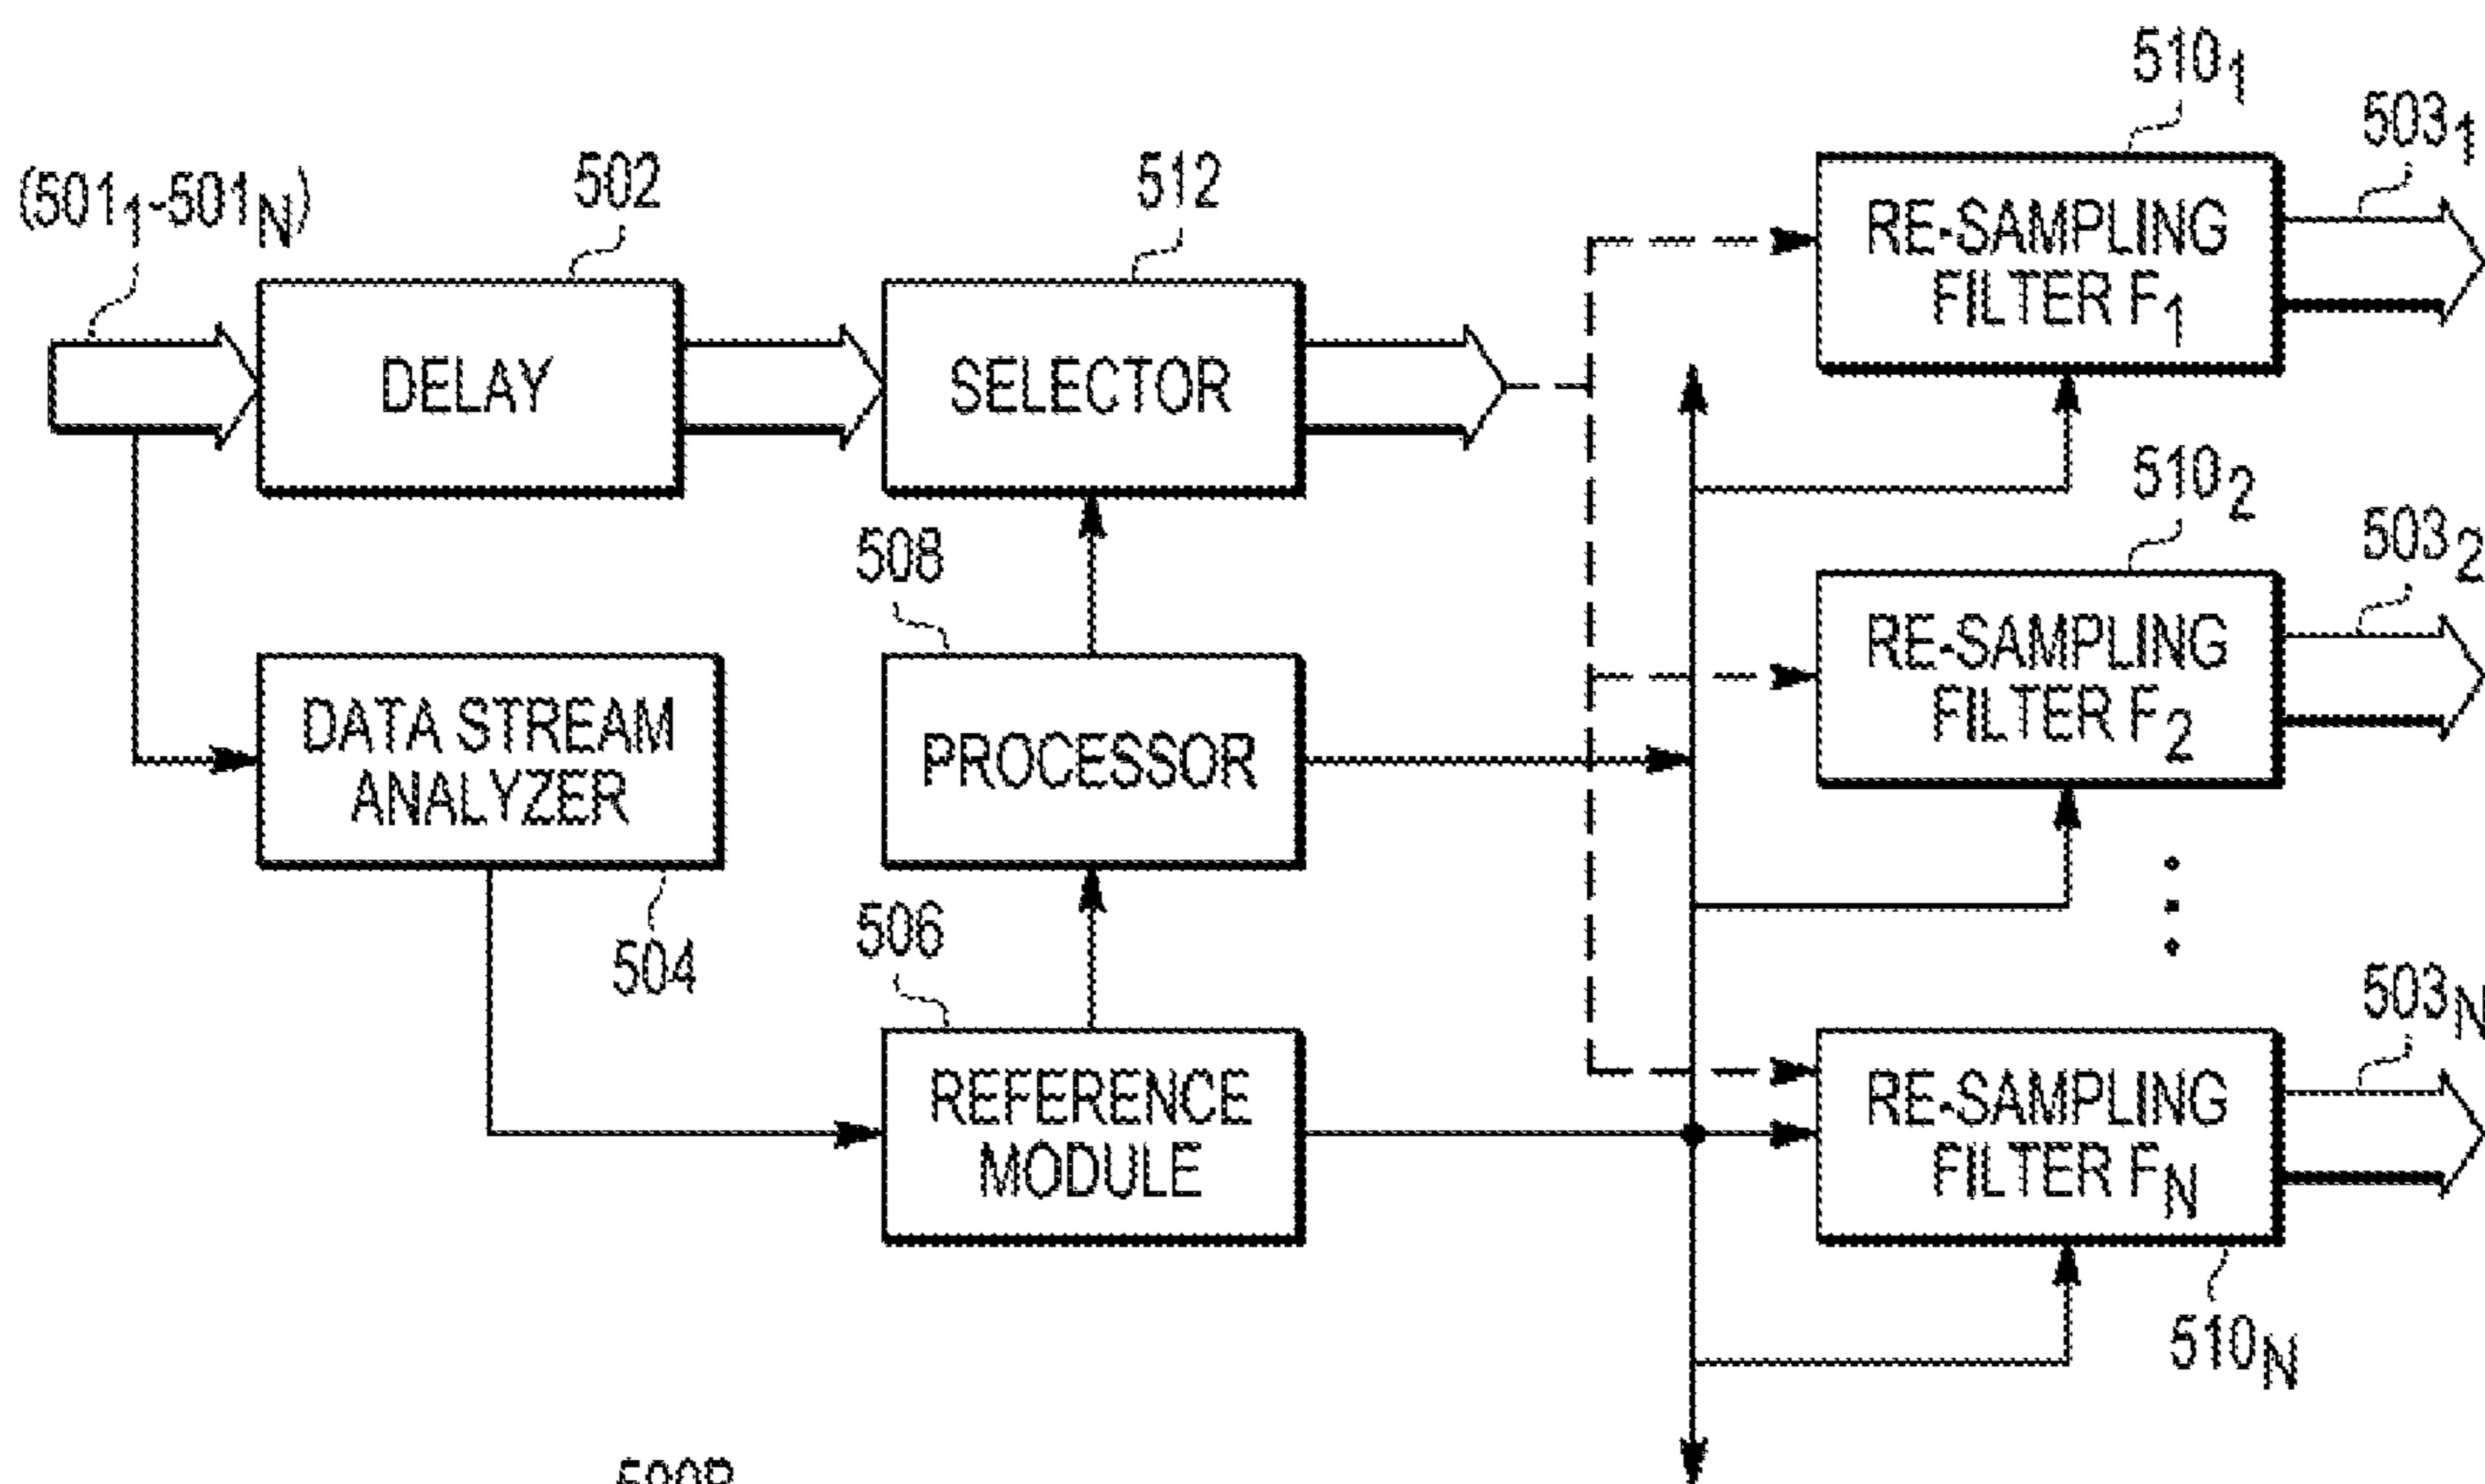 510₁
503₁
(501₁-501N)
502
512
RE-SAMPLING
FILTER F₁
DELAY
SELECTOR
510₂
503₂
508
RE-SAMPLING
FILTER F₂
DATA STREAM
ANALYZER
PROCESSOR
504
506
503N
REFERENCE
MODULE
RE-SAMPLING
FILTER FN
510N